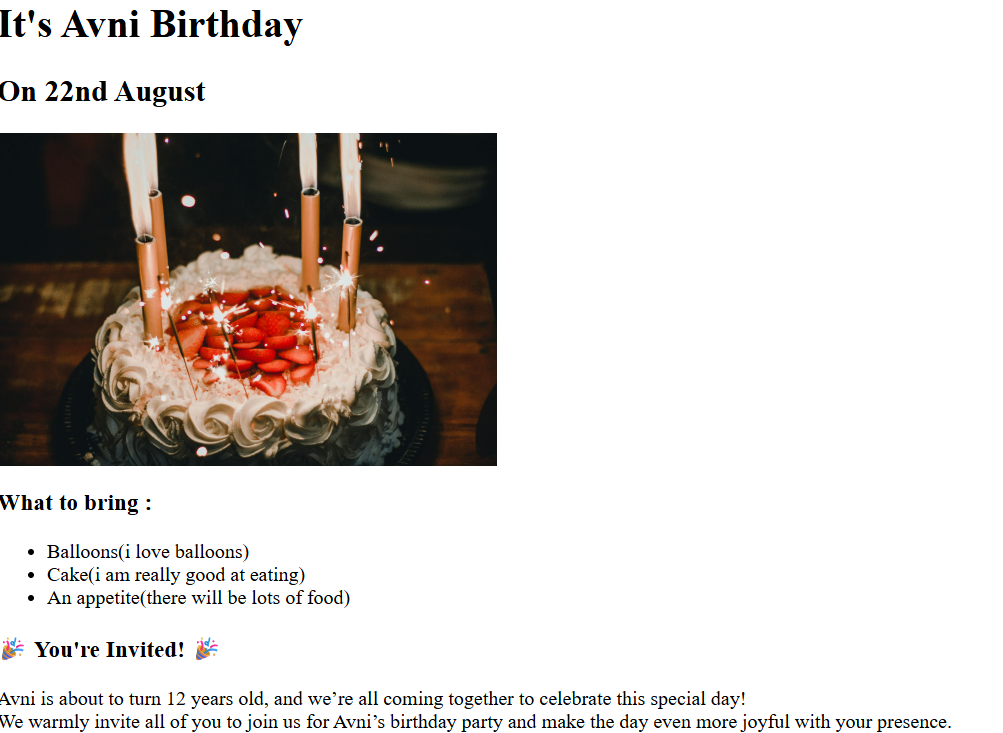 It's Avni Birthday
On 22nd August
What to bring :
• Balloons(i love balloons)
• Cake(i am really good at eating)
• An appetite(there will be lots of food)
🎉 You're Invited! 🎉
Avni is about to turn 12 years old, and we’re all coming together to celebrate this special day!
We warmly invite all of you to join us for Avni’s birthday party and make the day even more joyful with your presence.